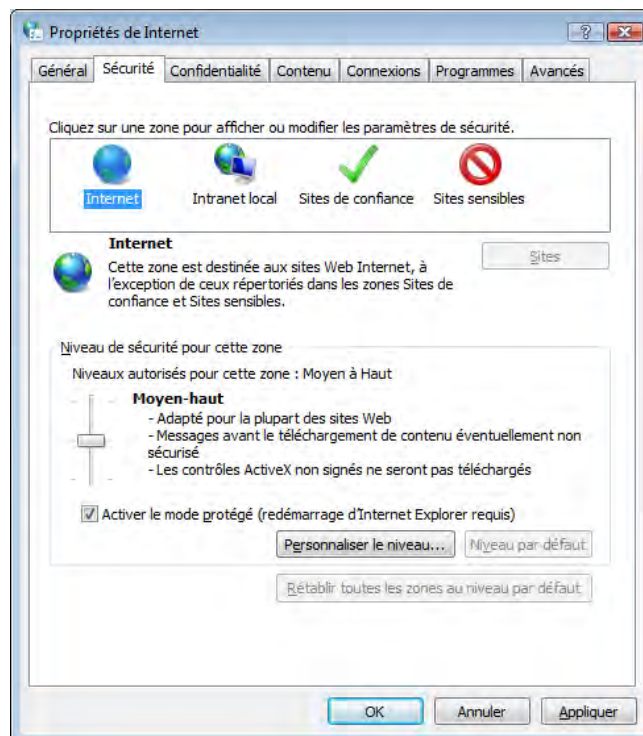 Propriétés de Internet
Général Sécurité Confidentialité Contenu Connexions Programmes Avancés
Cliquez sur une zone pour afficher ou modifier les paramètres de sécurité.
Internet Intranet local Sites de confiance Sites sensibles
Internet
Sites
Cette zone est destinée aux sites Web Internet, à
l'exception de ceux répertoriés dans les zones Sites de
confiance et Sites sensibles.
Niveau de sécurité pour cette zone
Niveaux autorisés pour cette zone : Moyen à Haut
Moyen-haut
- Adapté pour la plupart des sites Web
- Messages avant le téléchargement de contenu éventuellement non
sécurisé
- Les contrôles ActiveX non signés ne seront pas téléchargés
Activer le mode protégé (redémarrage d'Internet Explorer requis)
Personnaliser le niveau... Niveau par défaut
Rétablir toutes les zones au niveau par défaut
OK Annuler Appliquer